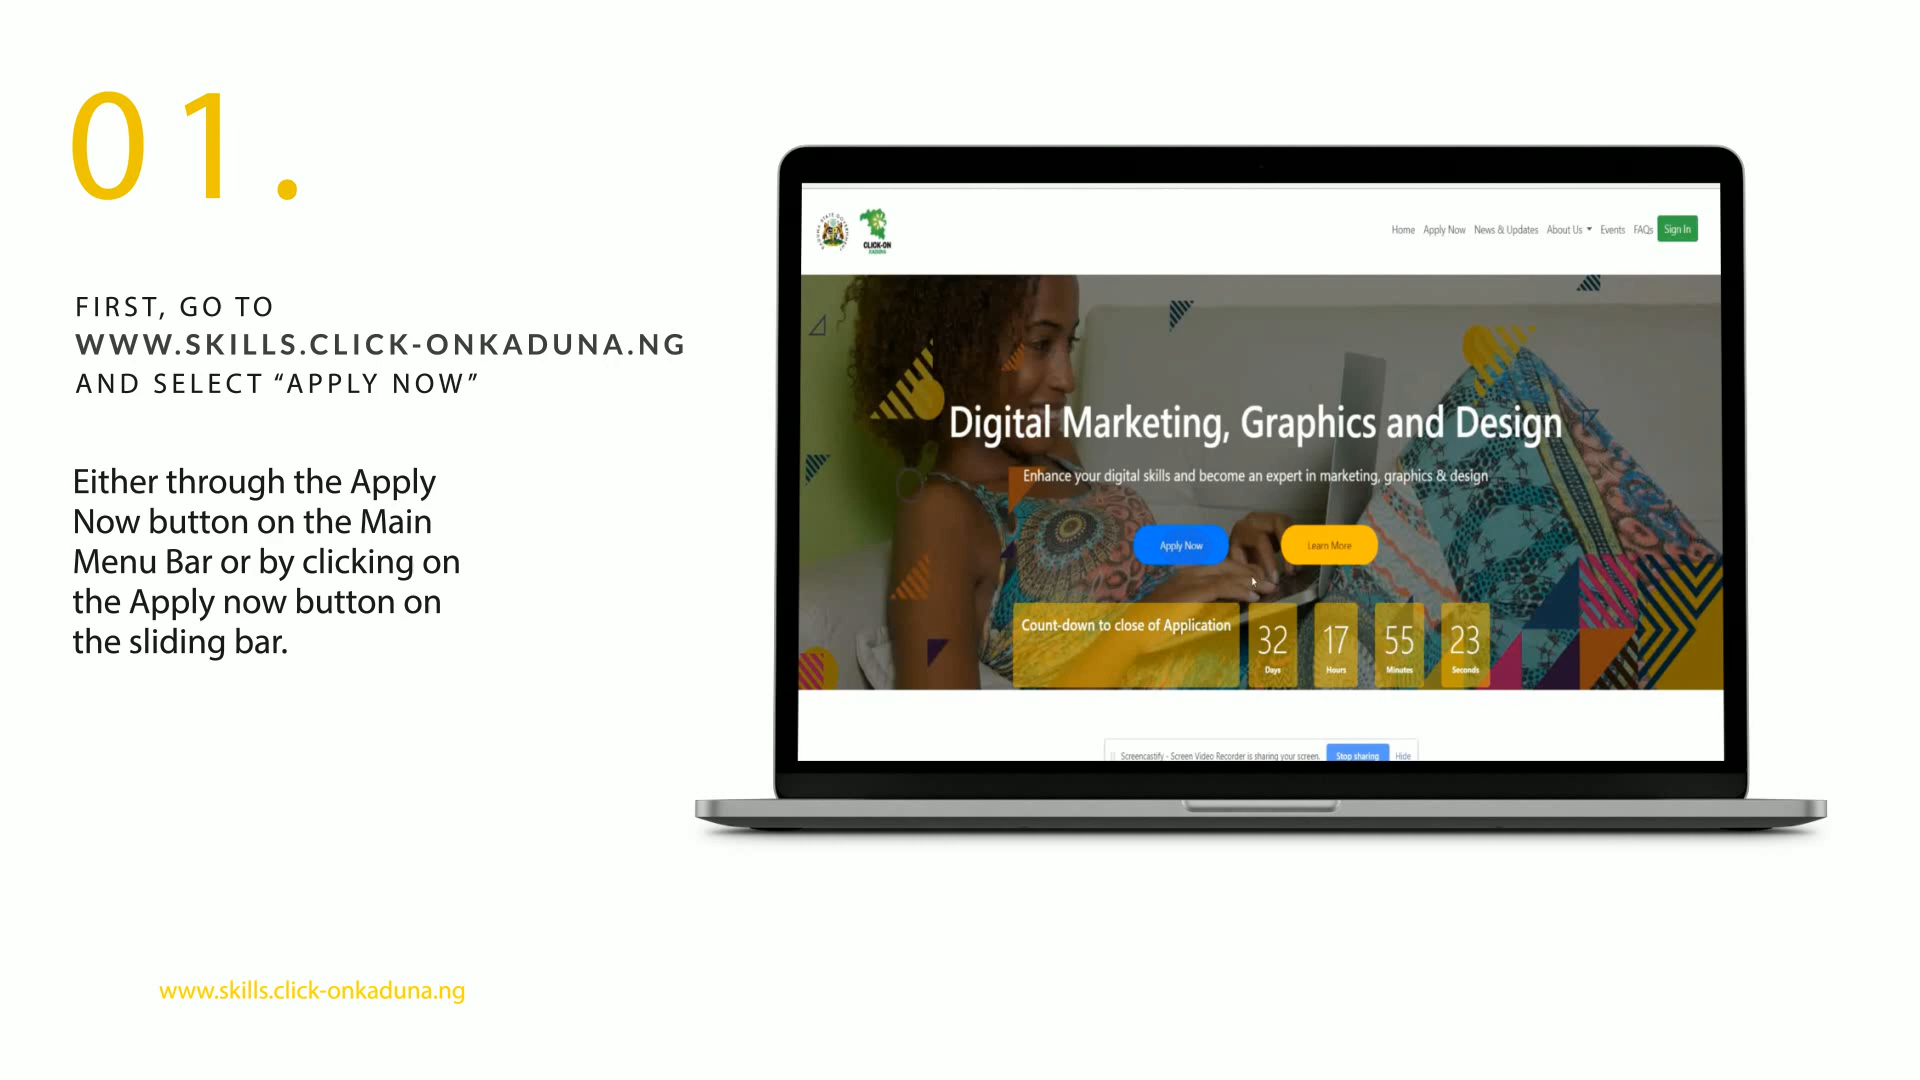 01.
FIRST, GO TO
WWW.SKILLS.CLICK-ONKADUNA.NG
AND SELECT “APPLY NOW”
Either through the Apply
Now button on the Main
Menu Bar or by clicking on
the Apply now button on
the sliding bar.
www.skills.click-onkaduna.ng
CLICK-ON
KADUNA
Home Apply Now News & Updates About Us Events FAQs Sign In
Digital Marketing, Graphics and Design
Enhance your digital skills and become an expert in marketing, graphics & design
Apply Now Learn More
Count-down to close of Application
32 17 55 23
Days Hours Minutes Seconds
Screencastify - Screen Video Recorder is sharing your screen. Stop sharing Hide